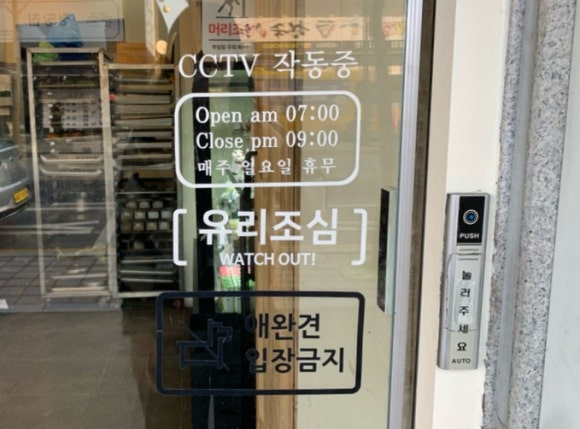 CCTV 작동중
Open am 07:00
Close pm 09:00
매주 일요일 휴무
[유리조심]
WATCH OUT!
애완견
입장금지
PUSH
눌러주세요
AUTO